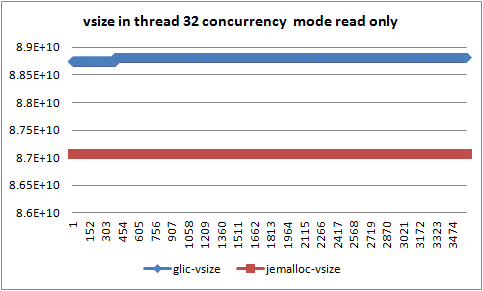 vsize in thread 32 concurrency mode read only
8.9E+10
8.85E+10
8.8E+10
8.75E+10
8.7E+10
8.65E+10
8.6E+10
1 152 303 454 605 756 907 1058 1209 1360 1511 1662 1813 1964 2115 2266 2417 2568 2719 2870 3021 3172 3323 3474
glic-vsize jemalloc-vsize